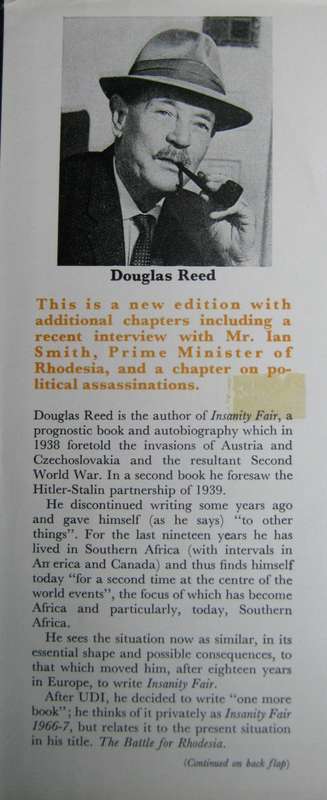 Douglas Reed
This is a new edition with
additional chapters including a
recent interview with Mr. Ian
Smith, Prime Minister of
Rhodesia, and a chapter on po-
litical assassinations.
Douglas Reed is the author of Insanity Fair, a
prognostic book and autobiography which in
1938 foretold the invasions of Austria and
Czechoslovakia and the resultant Second
World War. In a second book he foresaw the
Hitler-Stalin partnership of 1939.
He discontinued writing some years ago
and gave himself (as he says) “to other
things”. For the last nineteen years he has
lived in Southern Africa (with intervals in
An erica and Canada) and thus finds himself
today “for a second time at the centre of the
world events”, the focus of which has become
Africa and particularly, today, Southern
Africa.
He sees the situation now as similar, in its
essential shape and possible consequences, to
that which moved him, after eighteen years
in Europe, to write Insanity Fair.
After UDI, he decided to write “one more
book”; he thinks of it privately as Insanity Fair
1966-7, but relates it to the present situation
in his title. The Battle for Rhodesia.
(Continued on back flap)